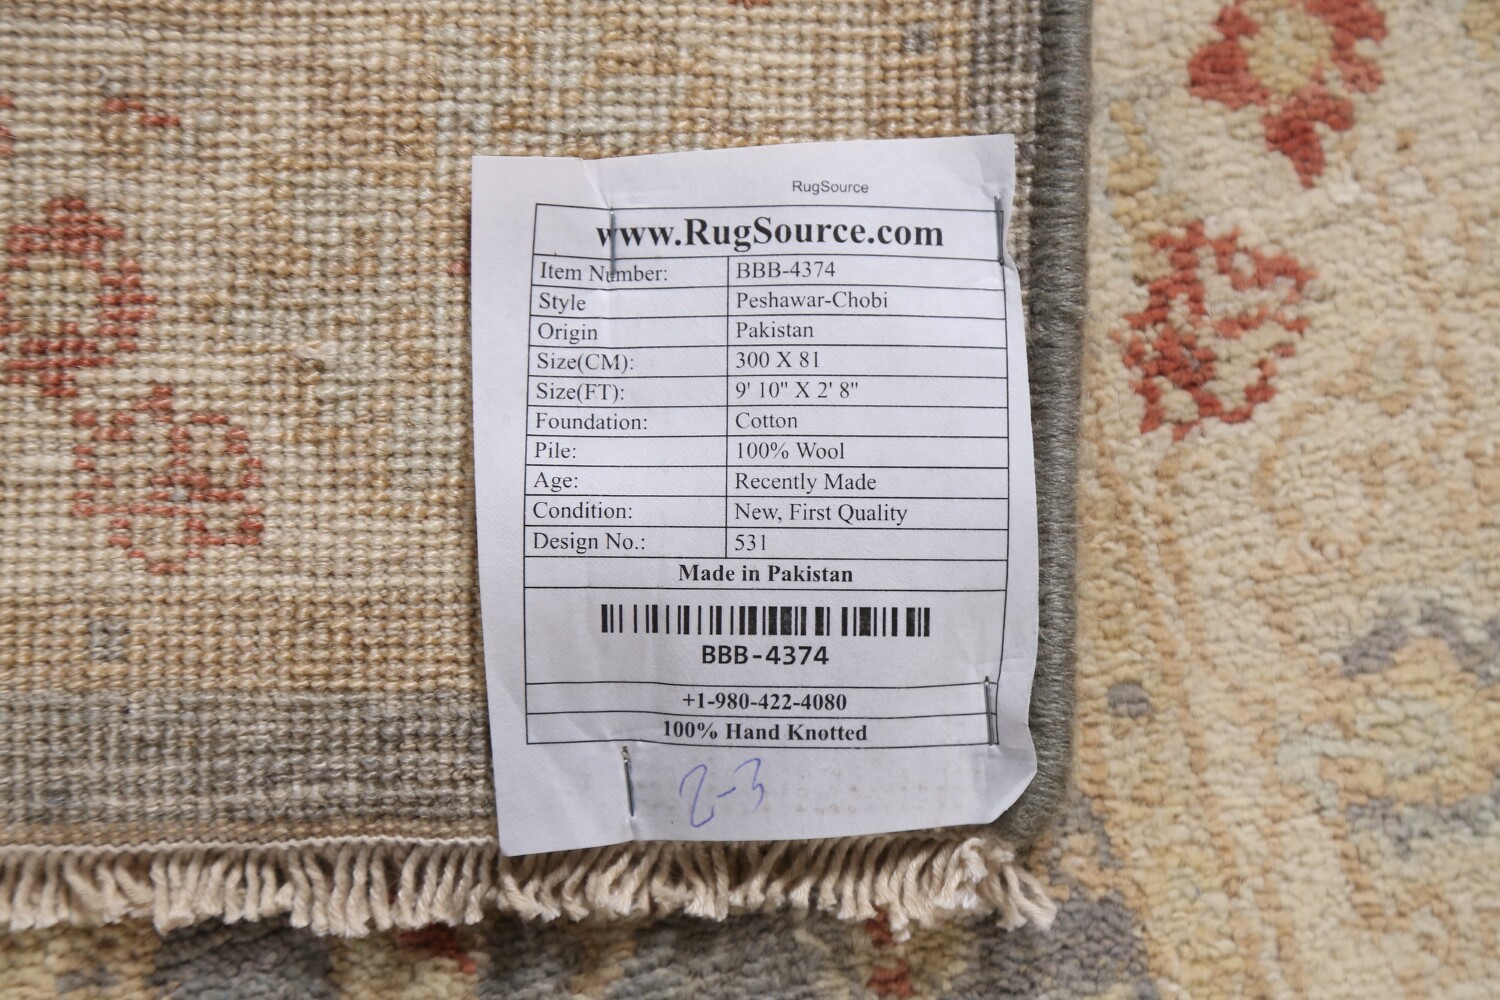 RugSource
www.RugSource.com
Item Number: BBB-4374
Style Peshawar-Chobi
Origin Pakistan
Size(CM): 300 X 81
Size(FT): 9' 10" X 2' 8"
Foundation: Cotton
Pile: 100% Wool
Age: Recently Made
Condition: New, First Quality
Design No.: 531
Made in Pakistan
BBB-4374
+1-980-422-4080
100% Hand Knotted
2-3